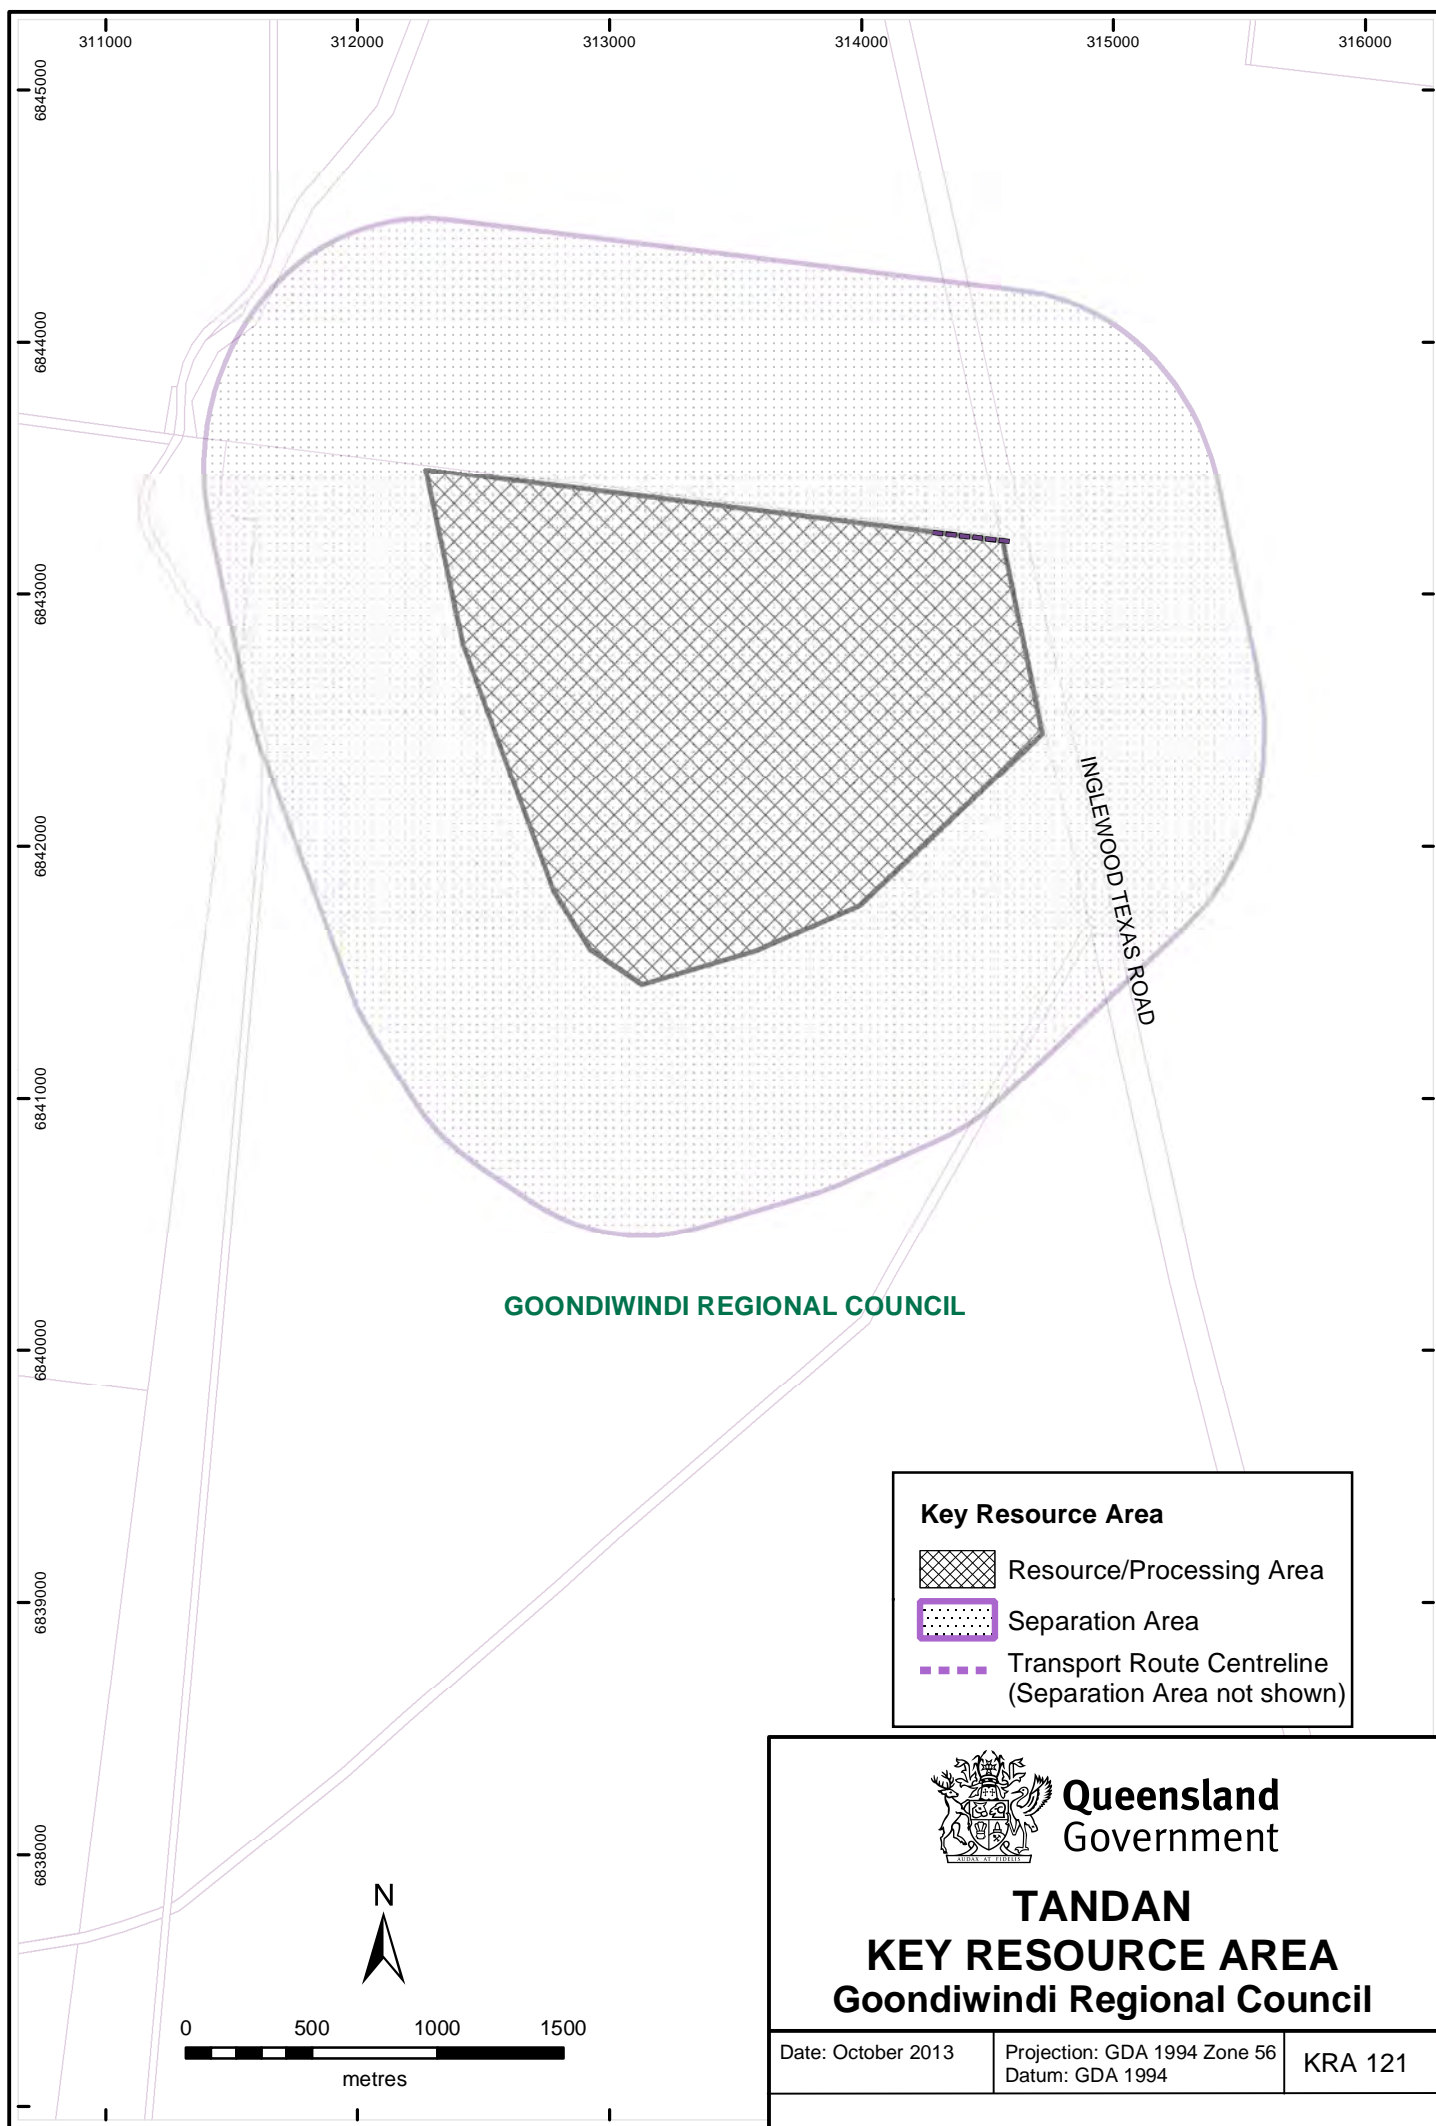 311000
312000
313000
314000
315000
316000
6845000
6844000
6843000
6842000
6841000
6840000
6839000
6838000
INGLEWOOD TEXAS ROAD
GOONDIWINDI REGIONAL COUNCIL
Key Resource Area
Resource/Processing Area
Separation Area
Transport Route Centreline
(Separation Area not shown)
AUDAX AT FIDELIS
Queensland
Government
TANDAN
KEY RESOURCE AREA
Goondiwindi Regional Council
Date: October 2013
Projection: GDA 1994 Zone 56
Datum: GDA 1994
KRA 121
N
0 500 1000 1500
metres